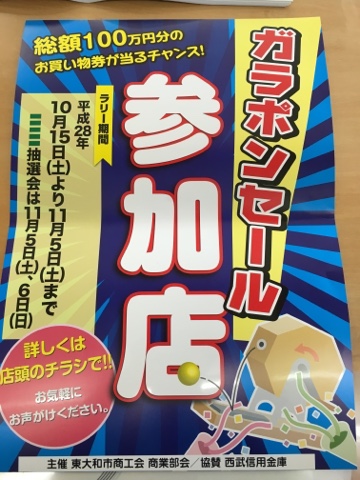 総額100万円分の
お買い物券が当るチャンス!
ガラポンセール
参加店
ラリー期間
平成28年
10月15日(土)より11月5日(土)まで
抽選会は11月5日(土)、6日(日)
詳しくは
店頭のチラシで!!
お気軽に
お声がけください。
主催 東大和市商工会 商業部会/協賛 西武信用金庫